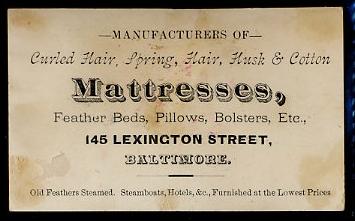 —MANUFACTURERS OF—
Curled Hair, Spring, Hair, Husk & Cotton
Mattresses,
Feather Beds, Pillows, Bolsters, Etc.,
145 LEXINGTON STREET,
BALTIMORE.
Old Feathers Steamed. Steamboats, Hotels, &c., Furnished at the Lowest Prices